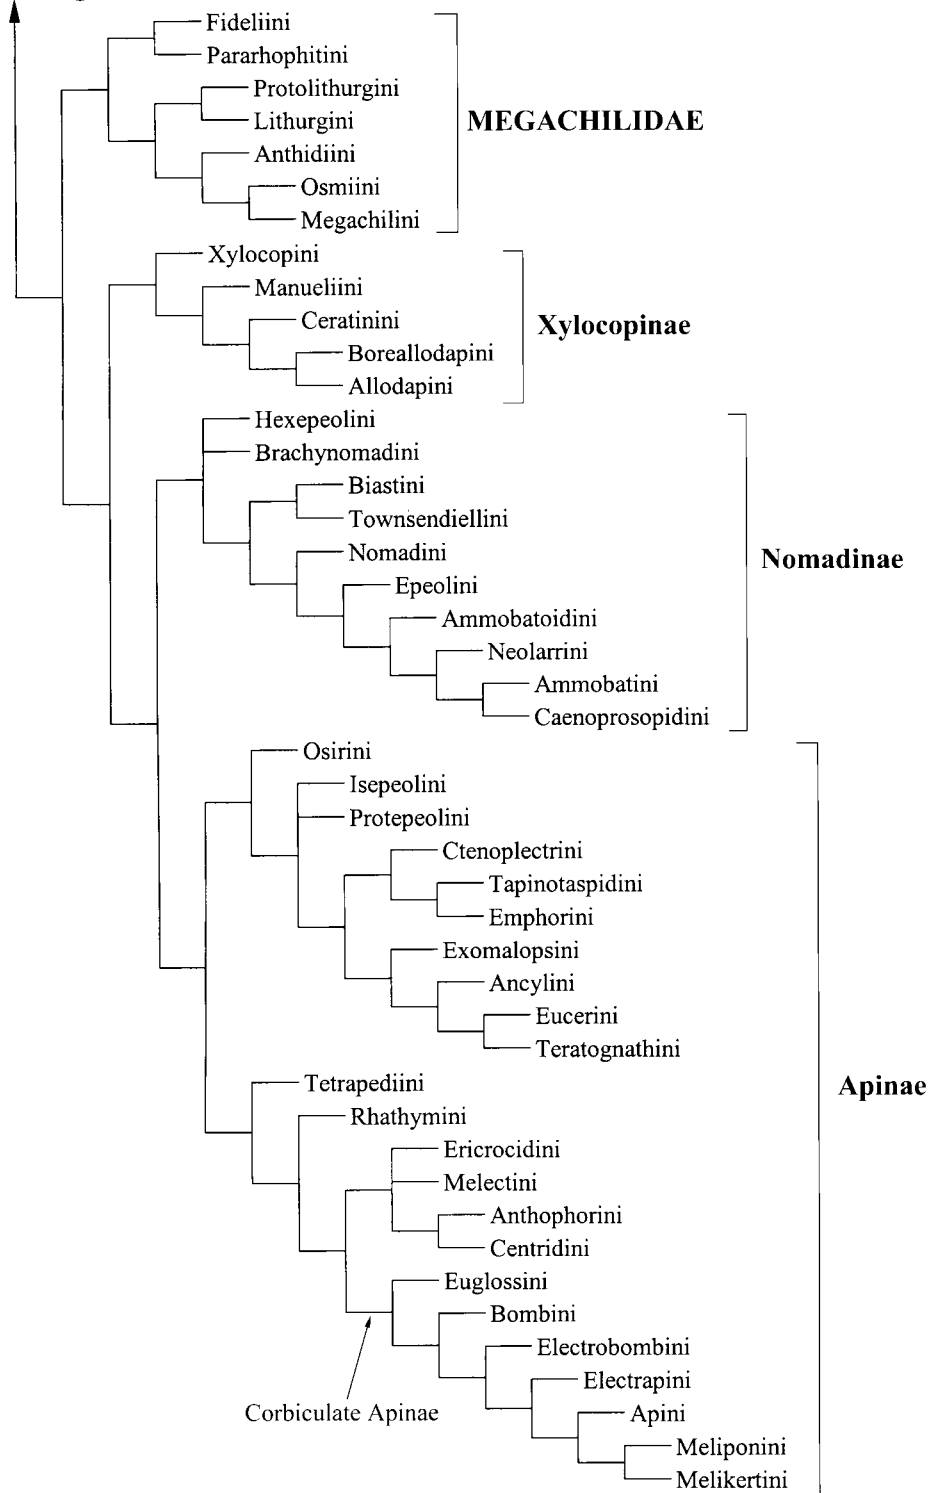 Fideliini
Pararhophitini
Protolithurgini
Lithurgini
MEGACHILIDAE
Anthidiini
Osmiini
Megachilini
Xylocopini
Manueliini
Ceratinini
Xylocopinae
Boreallodapini
Allodapini
Hexepeolini
Brachynomadini
Biastini
Townsendiellini
Nomadini
Nomadinae
Epeolini
Ammobatoidini
Neolarrini
Ammobatini
Caenoprosopidini
Osirini
Isepeolini
Protepeolini
Ctenoplectrini
Tapinotaspidini
Emphorini
Exomalopsini
Ancylini
Eucerini
Teratognathini
Tetrapediini
Apinae
Rhathymini
Ericrocidini
Melectini
Anthophorini
Centridini
Euglossini
Bombini
Electrobombini
Electrapini
Corbiculate Apinae
Apini
Meliponini
Melikertini